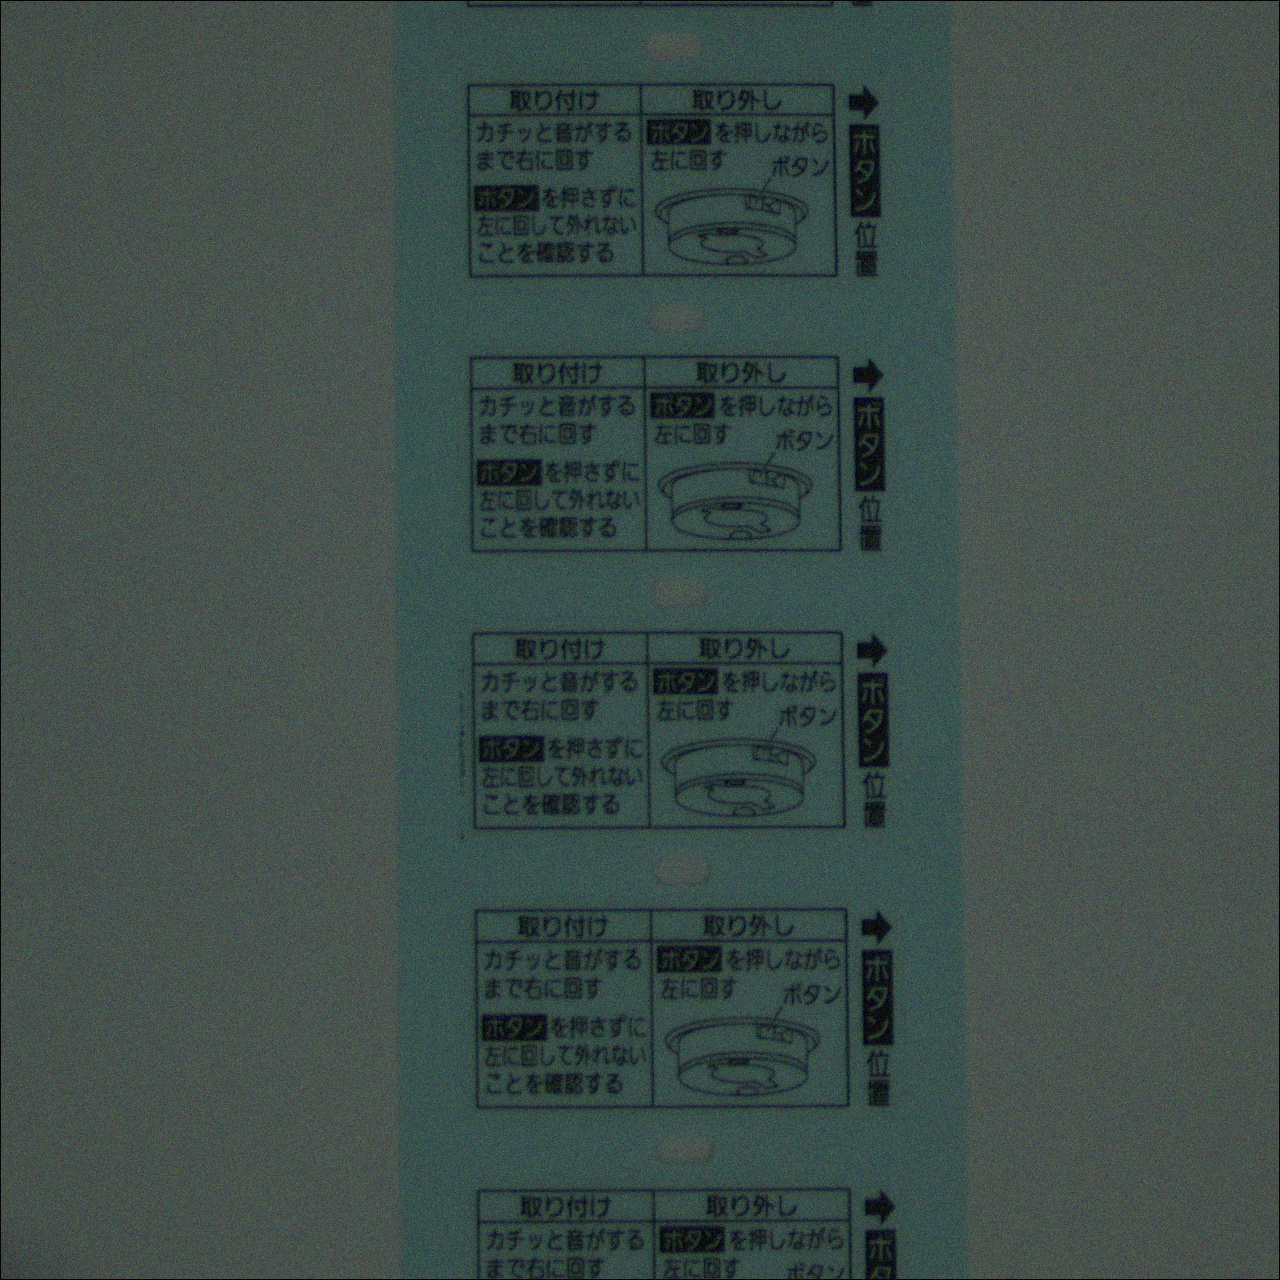 取り付け 取り外し
カチッと音がする
まで右に回す
ボタンを押さずに
左に回して外れない
ことを確認する
ボタンを押しながら
左に回す
ボタン
➡ボタン位置
取り付け 取り外し
カチッと音がする
まで右に回す
ボタンを押さずに
左に回して外れない
ことを確認する
ボタンを押しながら
左に回す
ボタン
➡ボタン位置
取り付け 取り外し
カチッと音がする
まで右に回す
ボタンを押さずに
左に回して外れない
ことを確認する
ボタンを押しながら
左に回す
ボタン
➡ボタン位置
取り付け 取り外し
カチッと音がする
まで右に回す
ボタンを押さずに
左に回して外れない
ことを確認する
ボタンを押しながら
左に回す
ボタン
➡ボタン位置
取り付け 取り外し
カチッと音がする
まで右に回す
ボタンを押しながら
左に回す
ボタン
➡ボタ